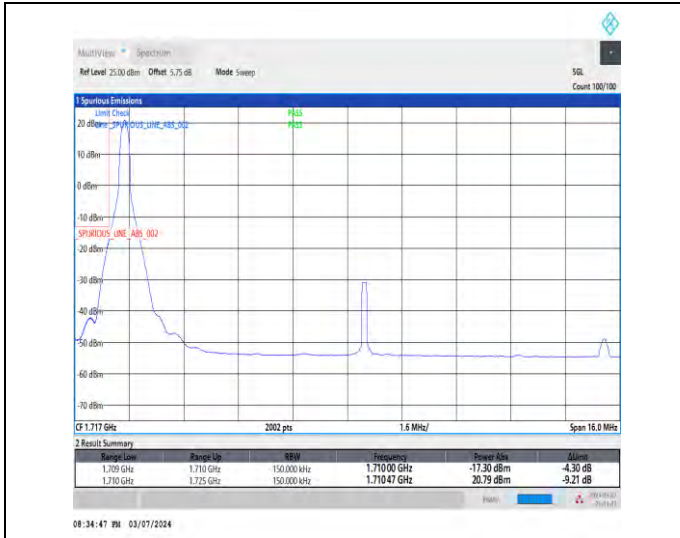 MultiView Spectrum
Ref Level 25.00 dBm Offset 5.75 dB Mode Sweep SGL
Count 100/100
1 Spurious Emissions
Limit Check PASS
20 dBm Line _SPURIOUS_LINE_ABS_002 PASS
10 dBm
0 dBm
-10 dBm
_SPURIOUS_LINE_ABS_002
-20 dBm
-30 dBm
-40 dBm
-50 dBm
-60 dBm
-70 dBm
CF 1.717 GHz 2002 pts 1.6 MHz/ Span 16.0 MHz
2 Result Summary
Range Low Range Up RBW Frequency Power Abs ΔLimit
1.709 GHz 1.710 GHz 150.000 kHz 1.71000 GHz -17.30 dBm -4.30 dB
1.710 GHz 1.725 GHz 150.000 kHz 1.71047 GHz 20.79 dBm -9.21 dB
08:34:47 PM 03/07/2024